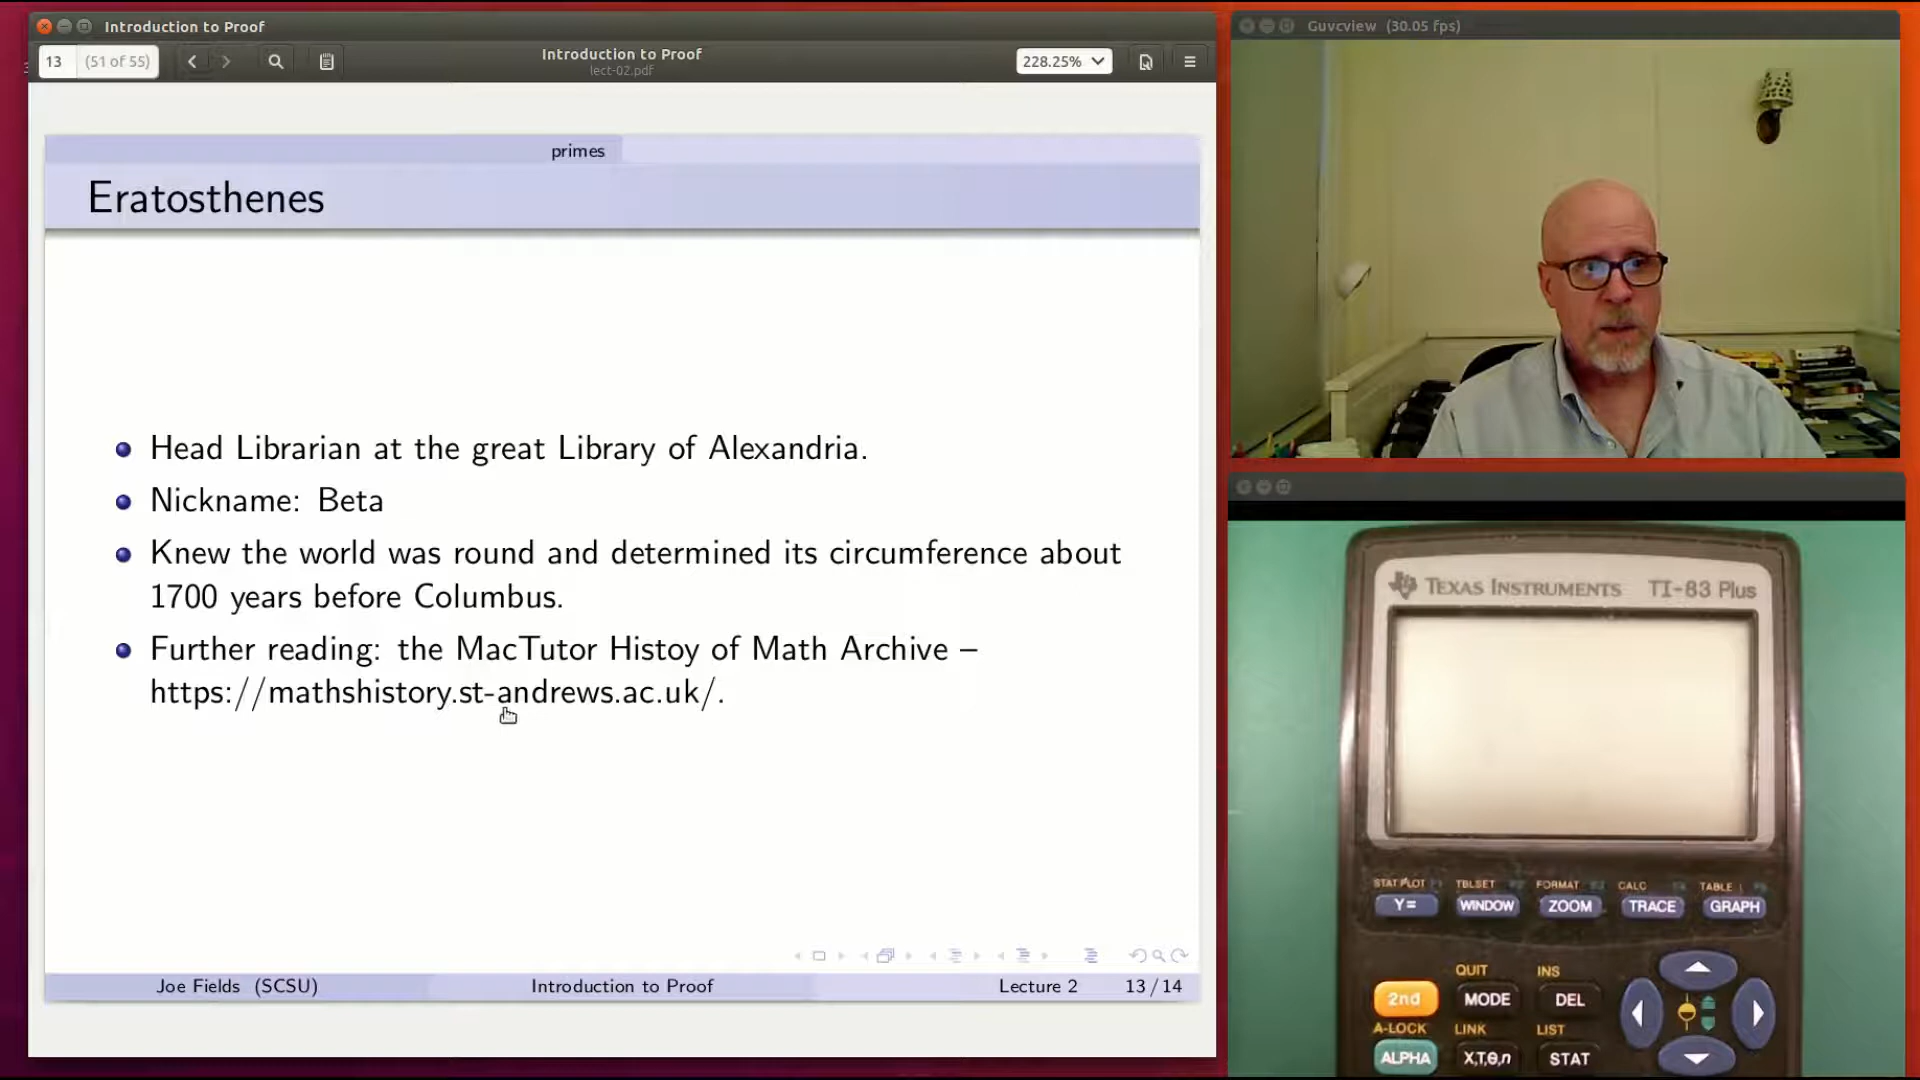 Introduction to Proof
13 (51 of 55)
Introduction to Proof
lect-02.pdf
228.25%
primes
Eratosthenes
Head Librarian at the great Library of Alexandria.
Nickname: Beta
Knew the world was round and determined its circumference about
1700 years before Columbus.
Further reading: the MacTutor Histoy of Math Archive –
https://mathshistory.st-andrews.ac.uk/.
Joe Fields (SCSU)
Introduction to Proof
Lecture 2
13/14
Guvcview (30.05 fps)
TEXAS INSTRUMENTS TI-83 Plus
STAT PLOT TBLSET FORMAT CALC TABLE
Y= WINDOW ZOOM TRACE GRAPH
QUIT INS
2nd MODE DEL
A-LOCK LINK LIST
ALPHA X,T,Θ,n STAT